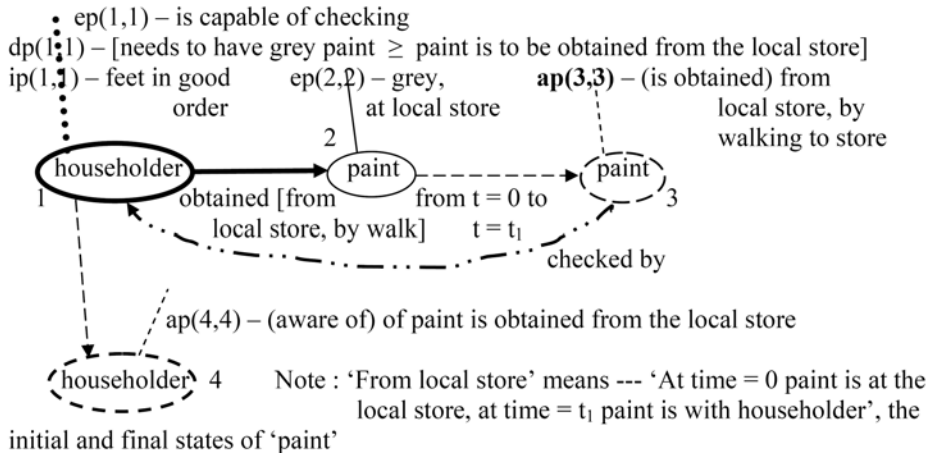 ep(1,1) – is capable of checking
dp(1,1) – [needs to have grey paint ≥ paint is to be obtained from the local store]
ip(1,1) – feet in good order
ep(2,2) – grey, at local store
ap(3,3) – (is obtained) from local store, by walking to store
2
householder
paint
paint
1
obtained [from local store, by walk]
from t = 0 to t = t₁
3
checked by
ap(4,4) – (aware of) of paint is obtained from the local store
householder 4
Note : ‘From local store’ means --- ‘At time = 0 paint is at the
local store, at time = t₁ paint is with householder’, the
initial and final states of ‘paint’